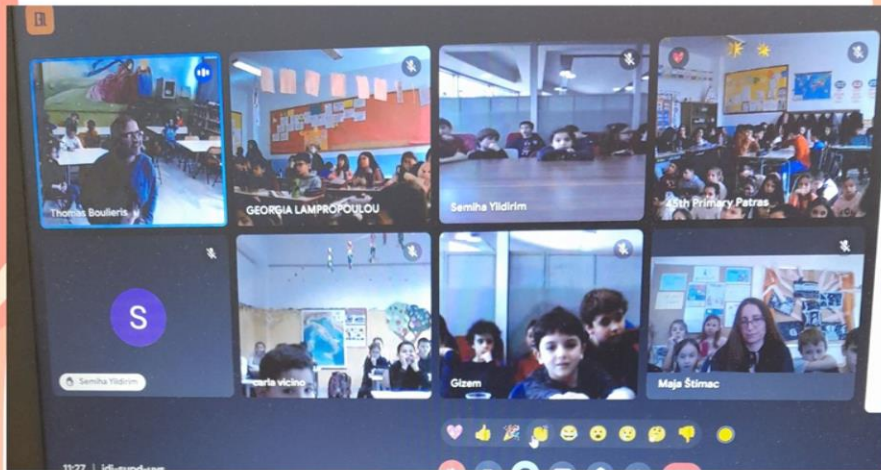 Thomas Boulieris
GEORGIA LAMPROPOULOU
Semiha Yildirim
45th Primary Patras
S
Semiha Yildirim
carla vicino
Gizem
Maja Štimac
11:27